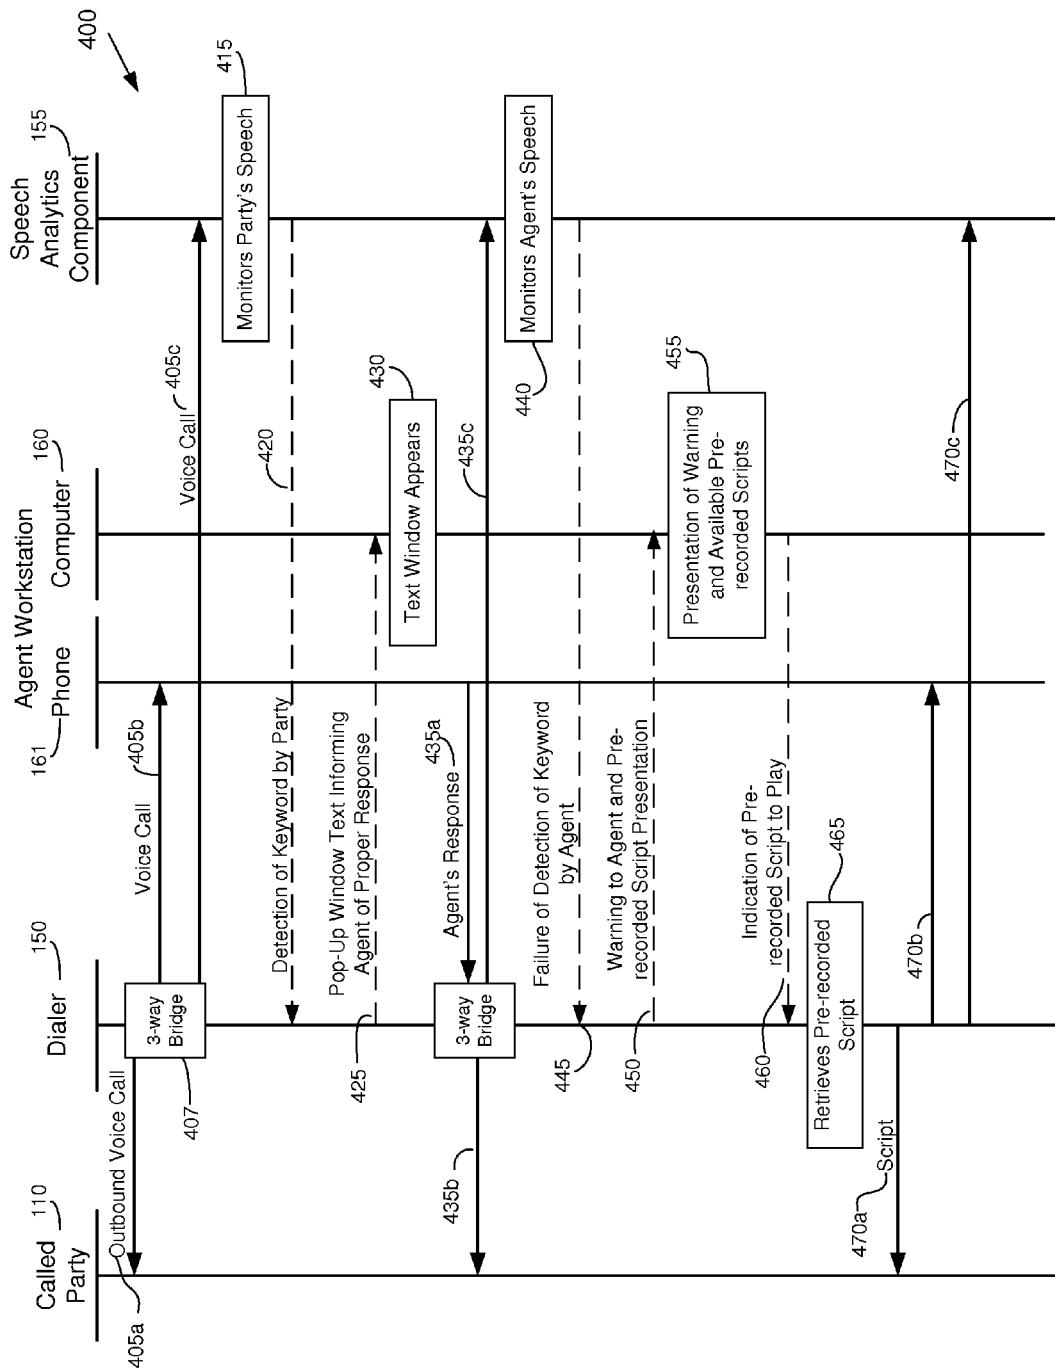 400
Called
Party
110
Dialer
150
Agent Workstation
161
Phone
Computer
160
Speech
Analytics
Component
155
405a
Outbound Voice Call
3-way
Bridge
407
Voice Call
405b
Voice Call
405c
Monitors Party's Speech
415
Detection of Keyword by Party
420
425
Pop-Up Window Text Informing
Agent of Proper Response
Text Window Appears
430
435a
Agent's Response
3-way
Bridge
435b
435c
Monitors Agent's Speech
440
445
Failure of Detection of Keyword
by Agent
450
Warning to Agent and Pre-
recorded Script Presentation
Presentation of Warning
and Available Pre-
recorded Scripts
455
460
Indication of Pre-
recorded Script to Play
Retrieves Pre-recorded
Script
465
470a
Script
470b
470c